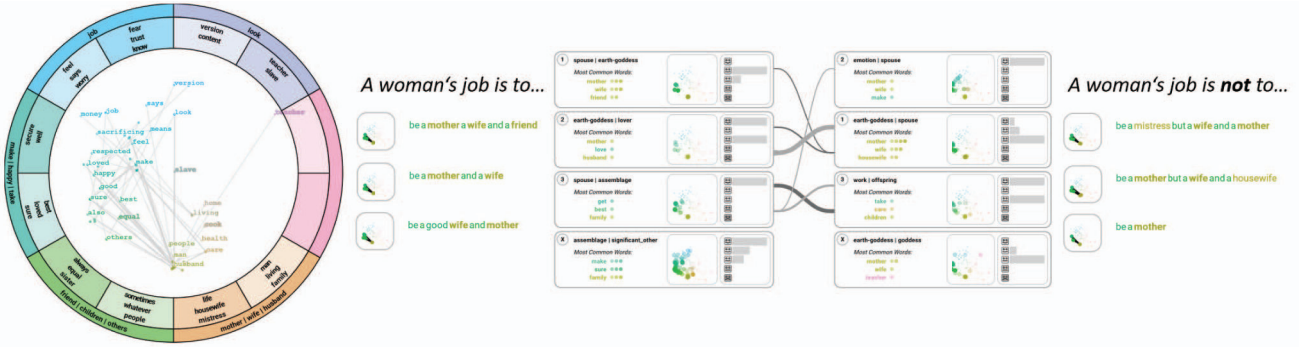 job
look
fear
trust
know
version
content
feel
says
worry
teacher
slave
secure
well
make | happy | take
best
loved
sure
always
equal
sister
friend | children | others
sometimes
whatever
people
life
housewife
mistress
man
living
family
mother | wife | husband
version
says
look
job
money
means
sacrificing
feel
respected
make
loved
happy
slave
good
sure
best
home
living
also
equal
cook
others
people
health
care
man
husband
teacher
A woman‘s job is to...
be a mother a wife and a friend
be a mother and a wife
be a good wife and mother
1 spouse | earth-goddess
Most Common Words:
mother
wife
friend
2 earth-goddess | lover
Most Common Words:
mother
love
husband
3 spouse | assemblage
Most Common Words:
get
best
family
X assemblage | significant_other
Most Common Words:
make
sure
family
2 emotion | spouse
Most Common Words:
mother
wife
make
1 earth-goddess | spouse
Most Common Words:
mother
wife
housewife
3 work | offspring
Most Common Words:
take
care
children
X earth-goddess | goddess
Most Common Words:
mother
wife
teacher
A woman‘s job is not to...
be a mistress but a wife and a mother
be a mother but a wife and a housewife
be a mother